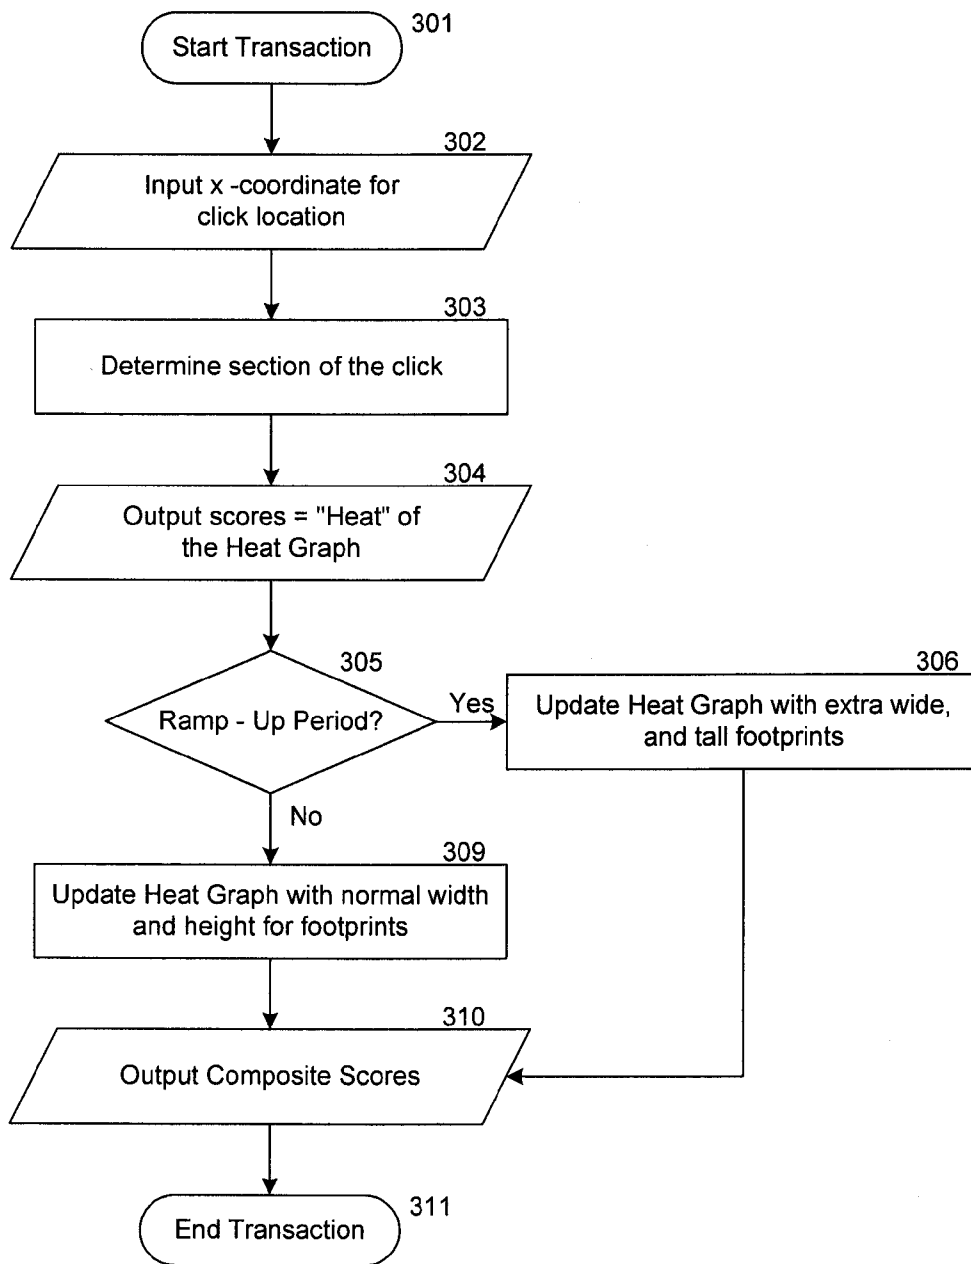 301
Start Transaction
302
Input x -coordinate for
click location
303
Determine section of the click
304
Output scores = "Heat" of
the Heat Graph
305
Ramp - Up Period?
Yes
306
Update Heat Graph with extra wide,
and tall footprints
No
309
Update Heat Graph with normal width
and height for footprints
310
Output Composite Scores
311
End Transaction